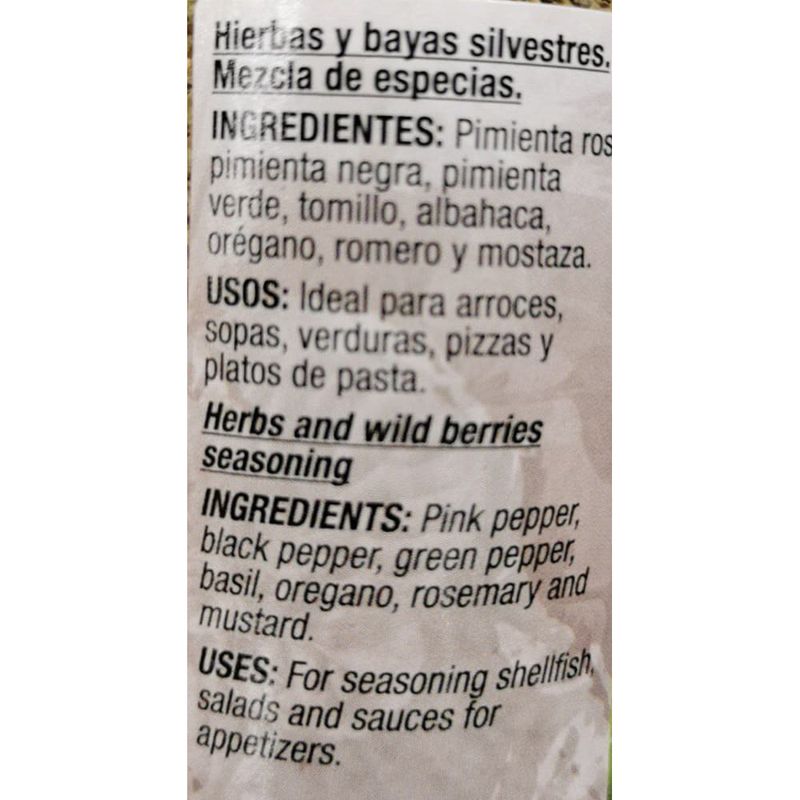 Hierbas y bayas silvestres.
Mezcla de especias.
INGREDIENTES: Pimienta ros
pimienta negra, pimienta
verde, tomillo, albahaca,
orégano, romero y mostaza.
USOS: Ideal para arroces,
sopas, verduras, pizzas y
platos de pasta.
Herbs and wild berries
seasoning
INGREDIENTS: Pink pepper,
black pepper, green pepper,
basil, oregano, rosemary and
mustard.
USES: For seasoning shellfish,
salads and sauces for
appetizers.